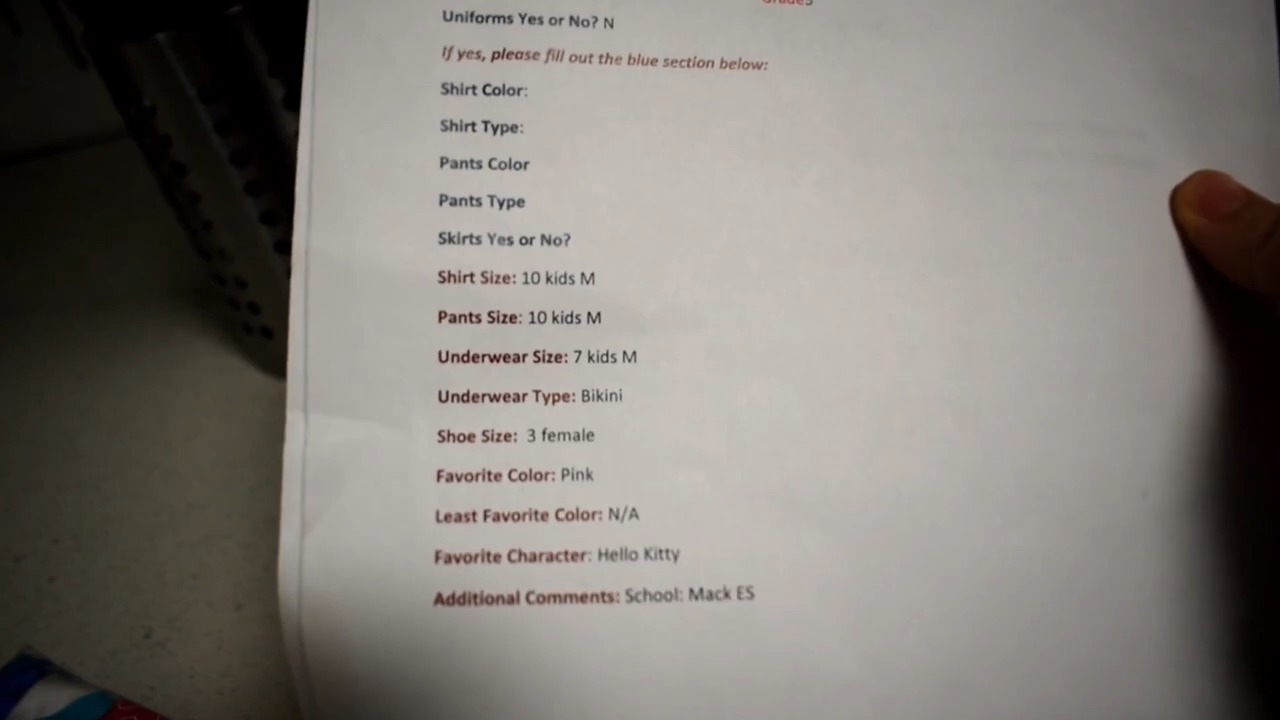 Uniforms Yes or No? N
If yes, please fill out the blue section below:
Shirt Color:
Shirt Type:
Pants Color
Pants Type
Skirts Yes or No?
Shirt Size: 10 kids M
Pants Size: 10 kids M
Underwear Size: 7 kids M
Underwear Type: Bikini
Shoe Size: 3 female
Favorite Color: Pink
Least Favorite Color: N/A
Favorite Character: Hello Kitty
Additional Comments: School: Mack ES